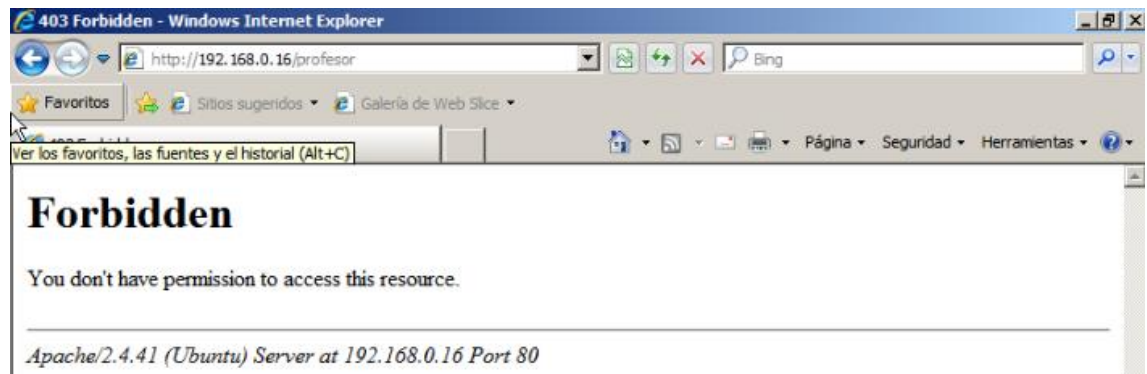 403 Forbidden - Windows Internet Explorer
http://192.168.0.16/profesor
Bing
Favoritos
Sitios sugeridos
Galería de Web Slice
Ver los favoritos, las fuentes y el historial (Alt+C)
Página
Seguridad
Herramientas
Forbidden
You don't have permission to access this resource.
Apache/2.4.41 (Ubuntu) Server at 192.168.0.16 Port 80